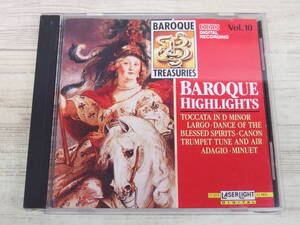 BAROQUE
B
TREASURIES
DIGITAL
RECORDING
Vol. 10
BAROQUE
HIGHLIGHTS
TOCCATA IN D MINOR
LARGO · DANCE OF THE
BLESSED SPIRITS · CANON
TRUMPET TUNE AND AIR
ADAGIO · MINUET
LASERLIGHT
DIGITAL